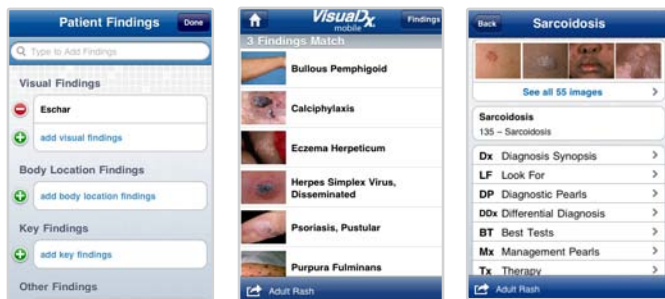 Patient Findings
Done
Type to Add Findings
Visual Findings
Eschar
add visual findings
Body Location Findings
add body location findings
Key Findings
add key findings
Other Findings
VisualDx
mobile
Findings
3 Findings Match
Bullous Pemphigoid
Calciphylaxis
Eczema Herpeticum
Herpes Simplex Virus,
Disseminated
Psoriasis, Pustular
Purpura Fulminans
Adult Rash
Back
Sarcoidosis
See all 55 images
Sarcoidosis
135 – Sarcoidosis
Dx Diagnosis Synopsis
LF Look For
DP Diagnostic Pearls
DDx Differential Diagnosis
BT Best Tests
Mx Management Pearls
Tx Therapy
Adult Rash